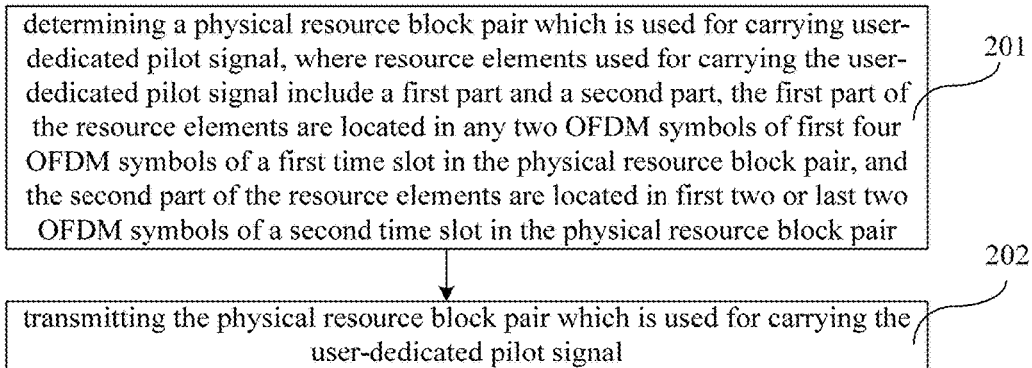 determining a physical resource block pair which is used for carrying user-
dedicated pilot signal, where resource elements used for carrying the user-
dedicated pilot signal include a first part and a second part, the first part of
the resource elements are located in any two OFDM symbols of first four
OFDM symbols of a first time slot in the physical resource block pair, and
the second part of the resource elements are located in first two or last two
OFDM symbols of a second time slot in the physical resource block pair
201
202
transmitting the physical resource block pair which is used for carrying the
user-dedicated pilot signal